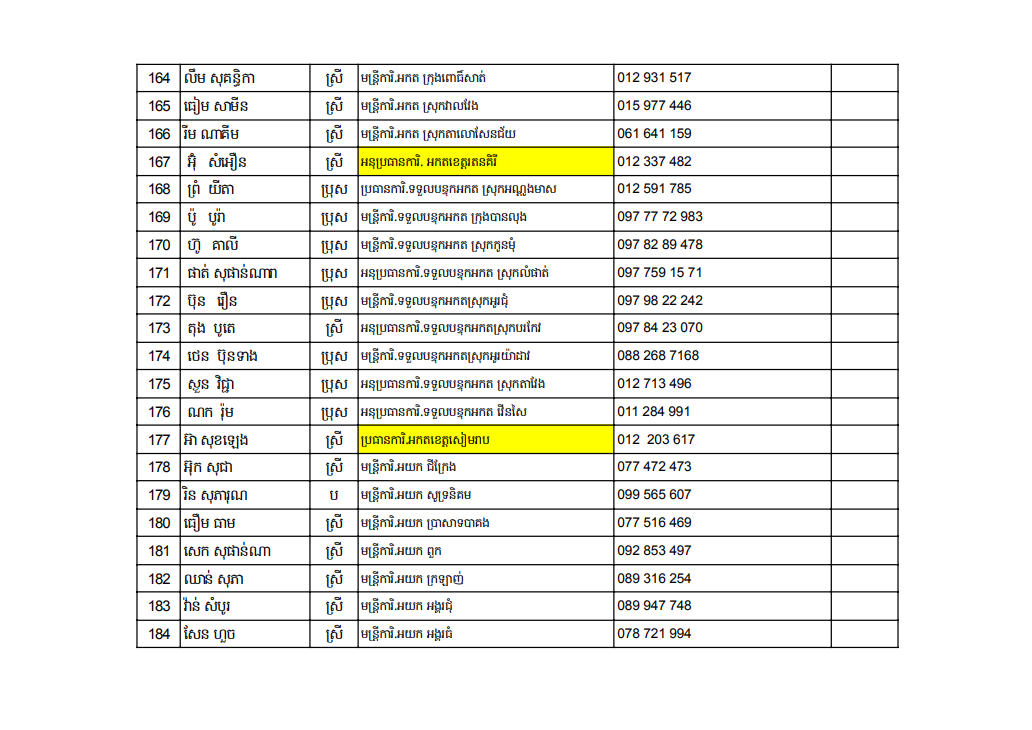 164 លឹម សុគន្ធិកា ស្រី មន្ត្រីការិ.អកត ក្រុងពោធិ៍សាត់ 012 931 517
165 ធៀម សាមីន ស្រី មន្ត្រីការិ.អកត ស្រុកវាលវែង 015 977 446
166 រីម ណាគីម ស្រី មន្ត្រីការិ.អកត ស្រុកតាលោសែនជ័យ 061 641 159
167 អ៊ុំ សំអឿន ស្រី អនុប្រធានការិ. អកតខេត្តរតនគិរី 012 337 482
168 ព្រំ យីតា ប្រុស ប្រធានការិ.ទទួលបន្ទុកអកត ស្រុកអណ្តូងមាស 012 591 785
169 ប៉ូ បូរ៉ា ប្រុស មន្ត្រីការិ.ទទួលបន្ទុកអកត ក្រុងបានលុង 097 77 72 983
170 ហ៊ូ គាលី ប្រុស មន្ត្រីការិ.ទទួលបន្ទុកអកត ស្រុកកូនមុំ 097 82 89 478
171 ផាត់ សុផាន់ណារា ប្រុស អនុប្រធានការិ.ទទួលបន្ទុកអកត ស្រុកលំផាត់ 097 759 15 71
172 ប៊ុន រឿន ប្រុស មន្ត្រីការិ.ទទួលបន្ទុកអកតស្រុកអូរជុំ 097 98 22 242
173 តុង បូតេ ស្រី អនុប្រធានការិ.ទទួលបន្ទុកអកតស្រុកបរកែវ 097 84 23 070
174 ថេន ប៊ុនទាង ប្រុស មន្ត្រីការិ.ទទួលបន្ទុកអកតស្រុកអូរយ៉ាដាវ 088 268 7168
175 សួន វិជ្ជា ប្រុស អនុប្រធានការិ.ទទួលបន្ទុកអកត ស្រុកតាវែង 012 713 496
176 ណក រ៉ុម ប្រុស អនុប្រធានការិ.ទទួលបន្ទុកអកត វើនសៃ 011 284 991
177 អ៊ា សុខឡេង ស្រី ប្រធានការិ.អកតខេត្តសៀមរាប 012 203 617
178 អ៊ុក សុជា ស្រី មន្ត្រីការិ.អយក ជីក្រែង 077 472 473
179 រិន សុភារុណ ប មន្ត្រីការិ.អយក សូទ្រនិគម 099 565 607
180 ធឿម ធាម ស្រី មន្ត្រីការិ.អយក ប្រាសាទបាគង 077 516 469
181 សេក សុផាន់ណា ស្រី មន្ត្រីការិ.អយក ពួក 092 853 497
182 ឈាន់ សុភា ស្រី មន្ត្រីការិ.អយក ក្រឡាញ់ 089 316 254
183 វ៉ាន់ សំបូរ ស្រី មន្ត្រីការិ.អយក អង្គរជុំ 089 947 748
184 សែន ហួច ស្រី មន្ត្រីការិ.អយក អង្គរធំ 078 721 994